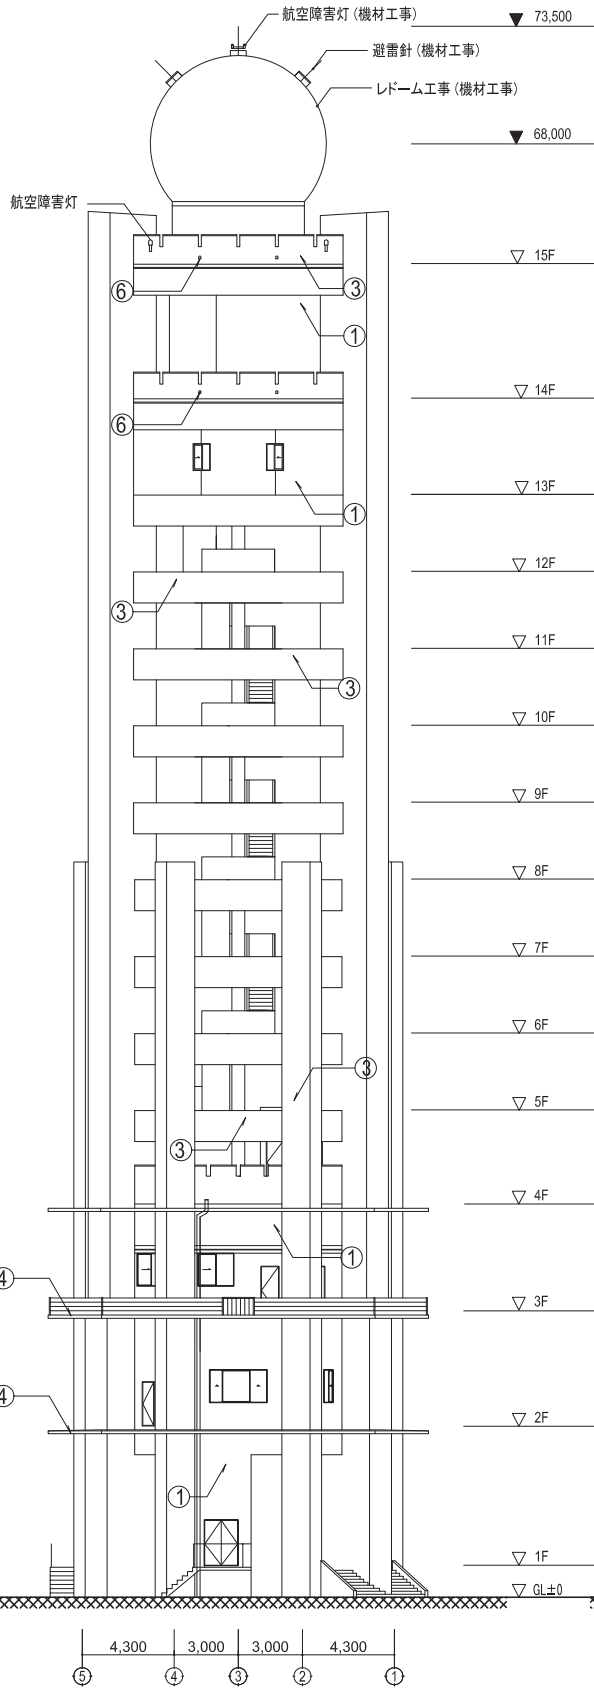 航空障害灯 (機材工事)
73,500
避雷針 (機材工事)
レドーム工事 (機材工事)
68,000
航空障害灯
15F
⑥
③
①
14F
⑥
13F
①
12F
③
11F
③
10F
9F
8F
7F
6F
③
5F
③
4F
①
④
3F
④
2F
①
1F
GL±0
4,300 3,000 3,000 4,300
⑤ ④ ③ ② ①